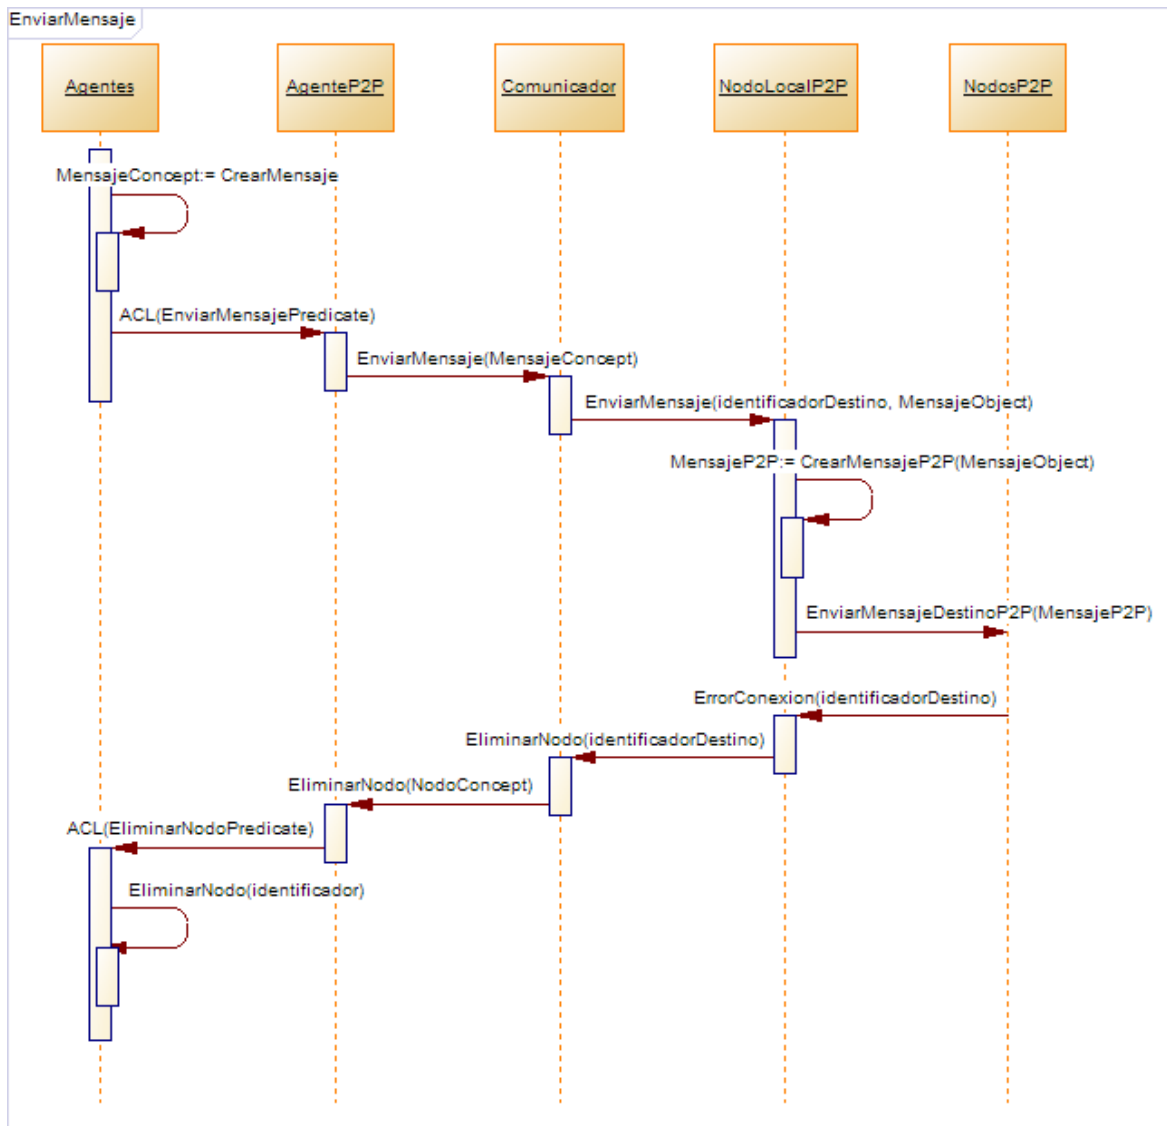 EnviarMensaje
Agentes
AgenteP2P
Comunicador
NodoLocalP2P
NodosP2P
MensajeConcept:= CrearMensaje
ACL(EnviarMensajePredicate)
EnviarMensaje(MensajeConcept)
EnviarMensaje(identificadorDestino, MensajeObject)
MensajeP2P:= CrearMensajeP2P(MensajeObject)
EnviarMensajeDestinoP2P(MensajeP2P)
ErrorConexion(identificadorDestino)
EliminarNodo(identificadorDestino)
EliminarNodo(NodoConcept)
ACL(EliminarNodoPredicate)
EliminarNodo(identificador)